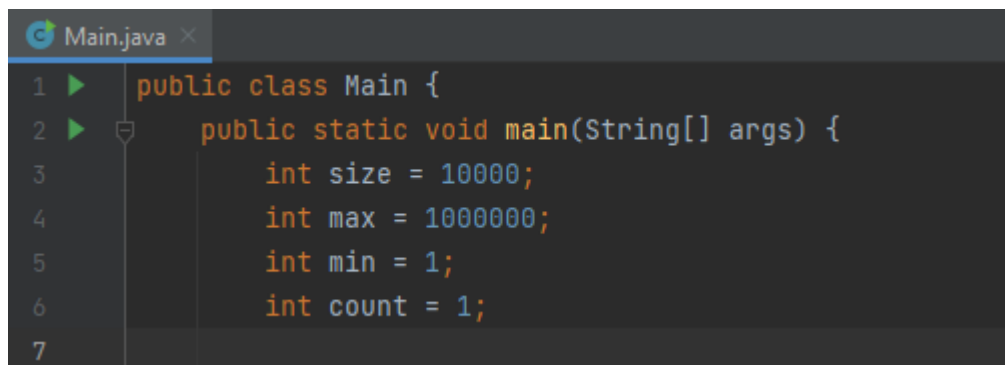 Main.java
1 public class Main {
2 public static void main(String[] args) {
3 int size = 10000;
4 int max = 1000000;
5 int min = 1;
6 int count = 1;
7